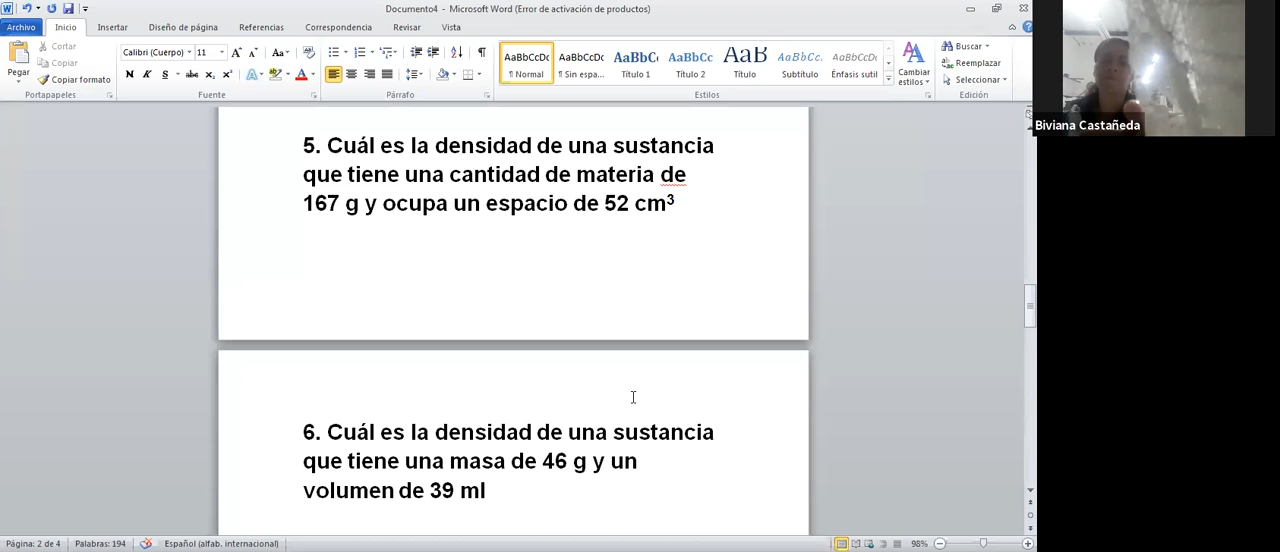 Documento4 - Microsoft Word (Error de activación de productos)
Archivo Inicio Insertar Diseño de página Referencias Correspondencia Revisar Vista
Pegar
Cortar
Copiar
Copiar formato
Portapapeles
Calibri (Cuerpo) 11
N K S abc x₂ x²
Fuente
Párrafo
AaBbCcDc AaBbCcDc AaBbC AaBbCc AaB AaBbCc. AaBbCcDc
¶ Normal ¶ Sin espa... Título 1 Título 2 Título Subtítulo Énfasis sutil
Cambiar
estilos
Estilos
Buscar
Reemplazar
Seleccionar
Edición
Biviana Castañeda
5. Cuál es la densidad de una sustancia
que tiene una cantidad de materia de
167 g y ocupa un espacio de 52 cm³
6. Cuál es la densidad de una sustancia
que tiene una masa de 46 g y un
volumen de 39 ml
Página: 2 de 4 Palabras: 194 Español (alfab. internacional) 98%